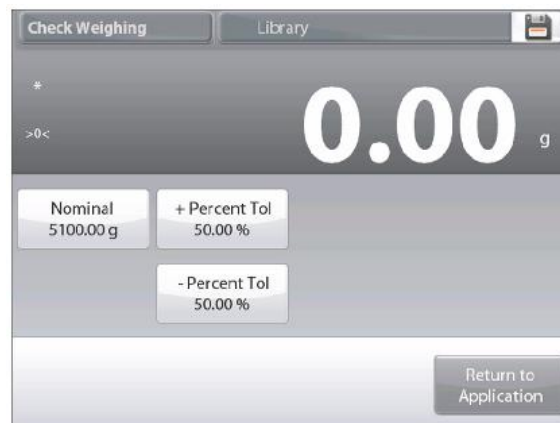 Check Weighing
Library
*
>0<
0.00 g
Nominal
5100.00 g
+ Percent Tol
50.00 %
- Percent Tol
50.00 %
Return to
Application